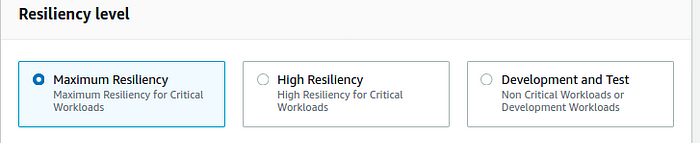 Resiliency level
Maximum Resiliency
Maximum Resiliency for Critical
Workloads
High Resiliency
High Resiliency for Critical
Workloads
Development and Test
Non Critical Workloads or
Development Workloads